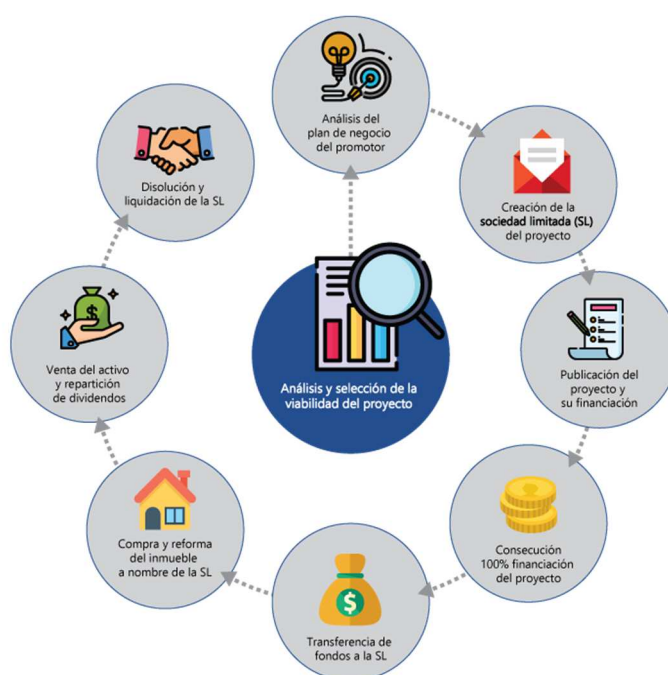 Análisis y selección de la
viabilidad del proyecto
Análisis del
plan de negocio
del promotor
Creación de la
sociedad limitada (SL)
del proyecto
Publicación del
proyecto y
su financiación
Consecución
100% financiación
del proyecto
Transferencia de
fondos a la SL
Compra y reforma
del inmueble
a nombre de la SL
Venta del activo
y repartición
de dividendos
Disolución y
liquidación de la SL